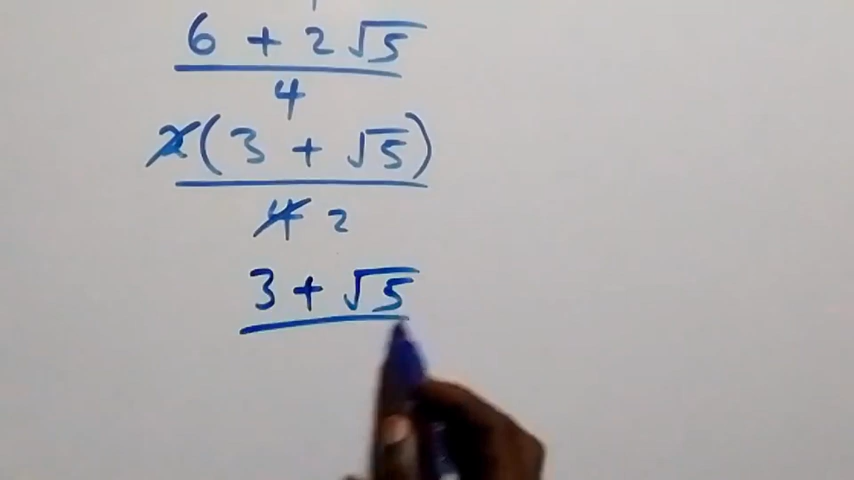 6 + 2√5
4
2(3 + √5)
4 2
3 + √5